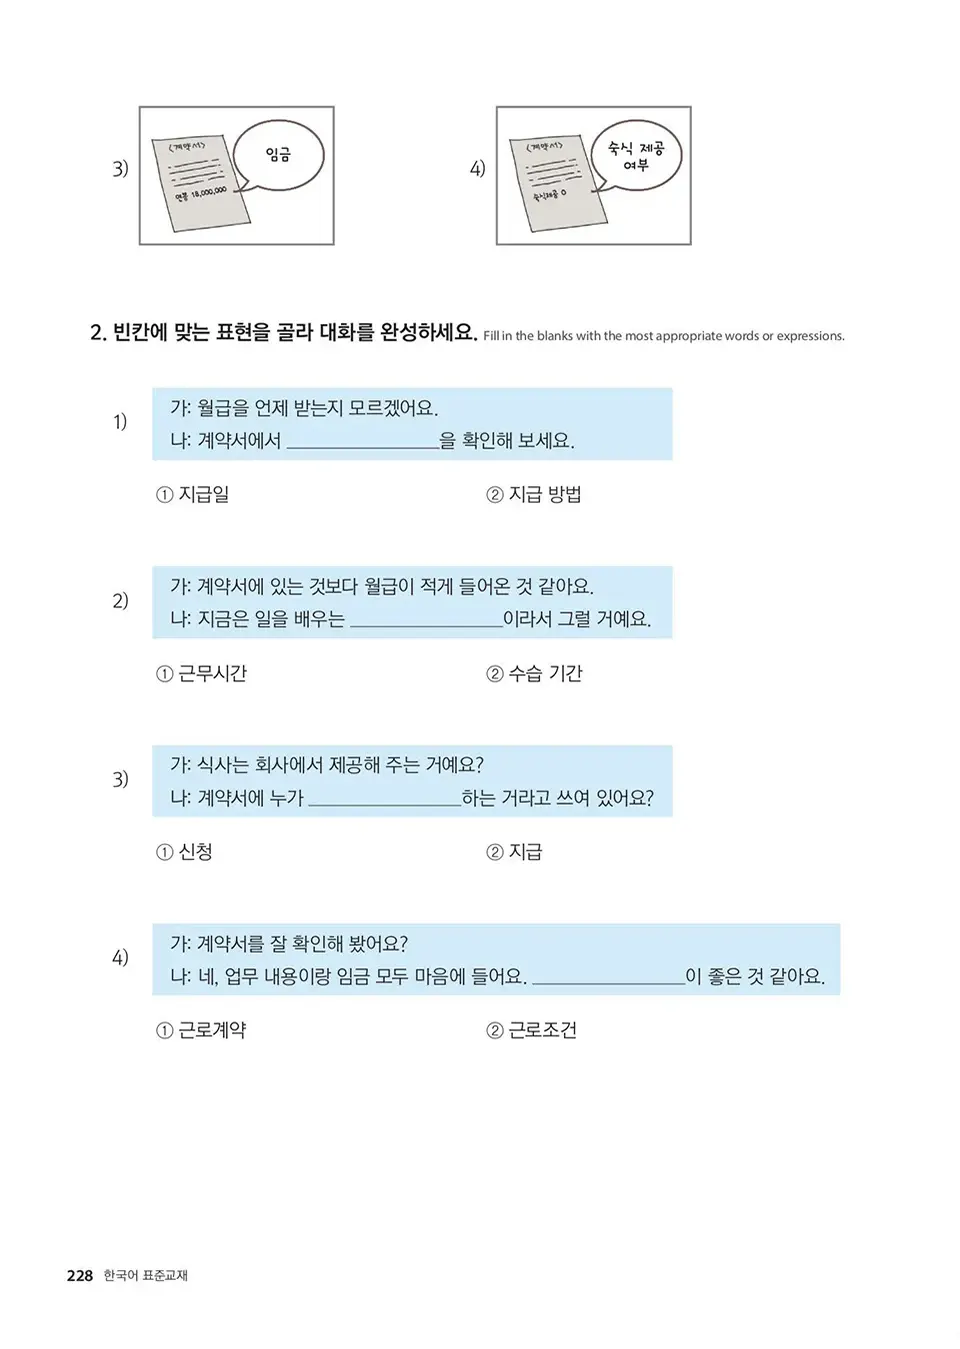 3)
〈계약서〉
임금
연봉 18,000,000
4)
〈계약서〉
숙식 제공
여부
숙식제공 O
2. 빈칸에 맞는 표현을 골라 대화를 완성하세요. Fill in the blanks with the most appropriate words or expressions.
1)
가: 월급을 언제 받는지 모르겠어요.
나: 계약서에서 ________________을 확인해 보세요.
① 지급일 ② 지급 방법
2)
가: 계약서에 있는 것보다 월급이 적게 들어온 것 같아요.
나: 지금은 일을 배우는 ________________이라서 그럴 거예요.
① 근무시간 ② 수습 기간
3)
가: 식사는 회사에서 제공해 주는 거예요?
나: 계약서에 누가 ________________하는 거라고 쓰여 있어요?
① 신청 ② 지급
4)
가: 계약서를 잘 확인해 봤어요?
나: 네, 업무 내용이랑 임금 모두 마음에 들어요. ________________이 좋은 것 같아요.
① 근로계약 ② 근로조건
228 한국어 표준교재